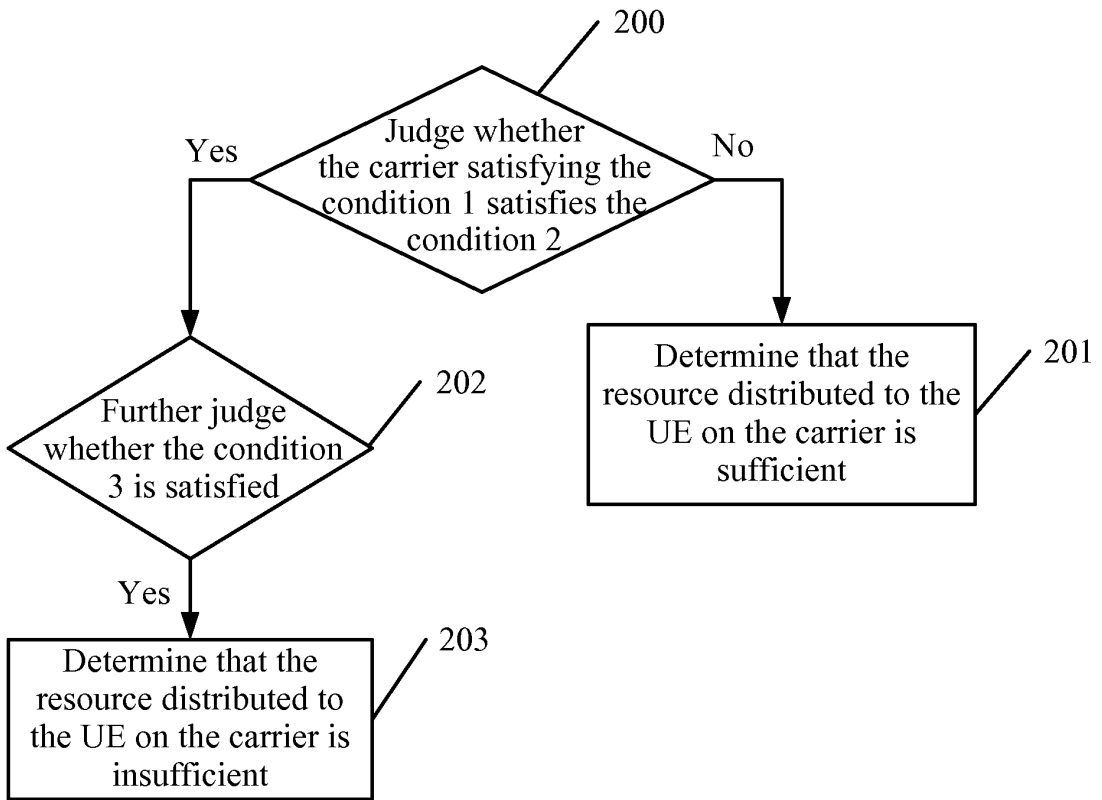 200
Judge whether
the carrier satisfying the
condition 1 satisfies the
condition 2
Yes
No
Determine that the
resource distributed to the
UE on the carrier is
sufficient
201
202
Further judge
whether the condition
3 is satisfied
Yes
203
Determine that the
resource distributed to
the UE on the carrier is
insufficient